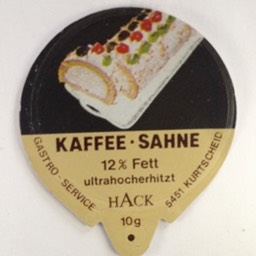 KAFFEE · SAHNE
12% Fett
ultrahocherhitzt
HACK
10g
GASTRO - SERVICE
5451 KURTSCHEID